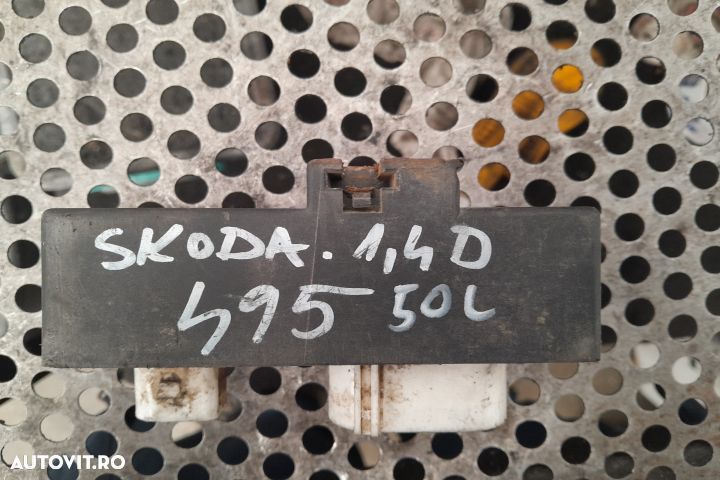 SKODA. 1,4D
495 50L
AUTOVIT.RO